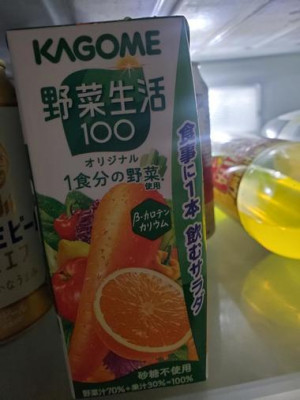 KAGOME
野菜生活
100
オリジナル
1食分の野菜
使用
β-カロテン
カリウム
食事に1本 飲むサラダ
砂糖不使用
野菜汁70%+果汁30%=100%